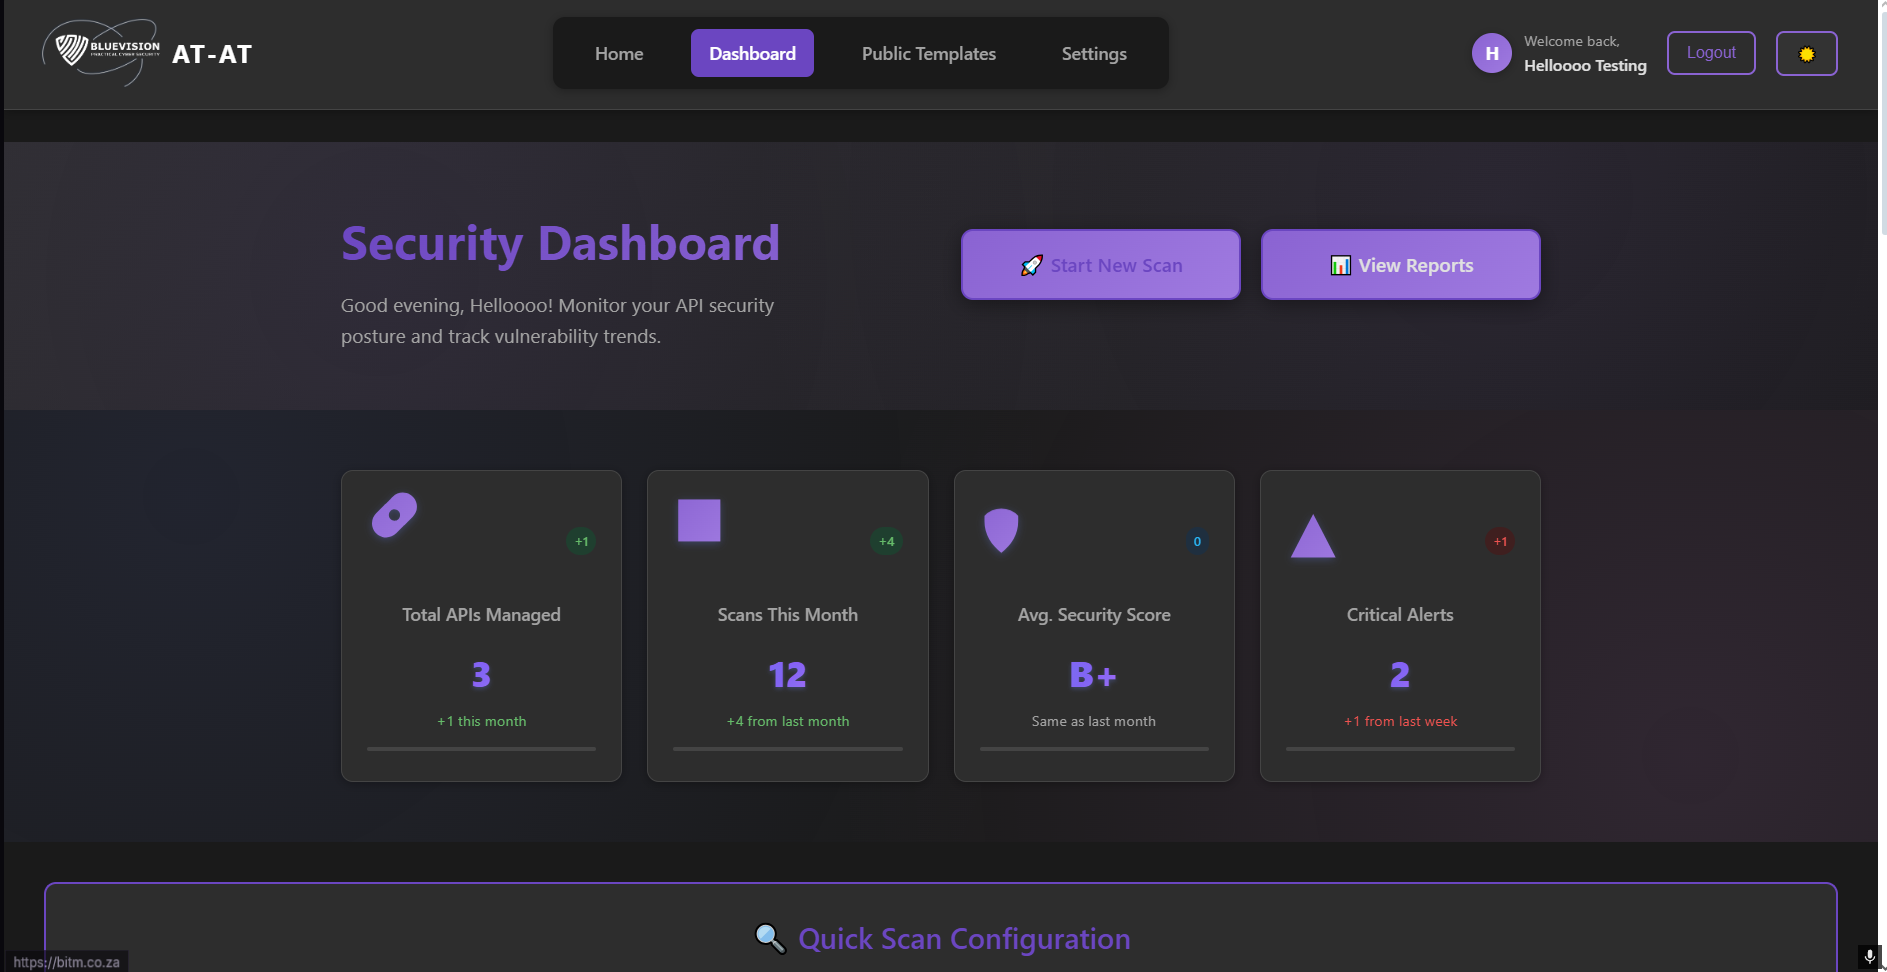 BLUEVISION
PRACTICAL CYBER SECURITY
AT-AT
Home
Dashboard
Public Templates
Settings
H
Welcome back,
Helloooo Testing
Logout
Security Dashboard
Good evening, Helloooo! Monitor your API security
posture and track vulnerability trends.
🚀 Start New Scan
📊 View Reports
+1
Total APIs Managed
3
+1 this month
+4
Scans This Month
12
+4 from last month
0
Avg. Security Score
B+
Same as last month
+1
Critical Alerts
2
+1 from last week
🔍 Quick Scan Configuration
https://bitm.co.za